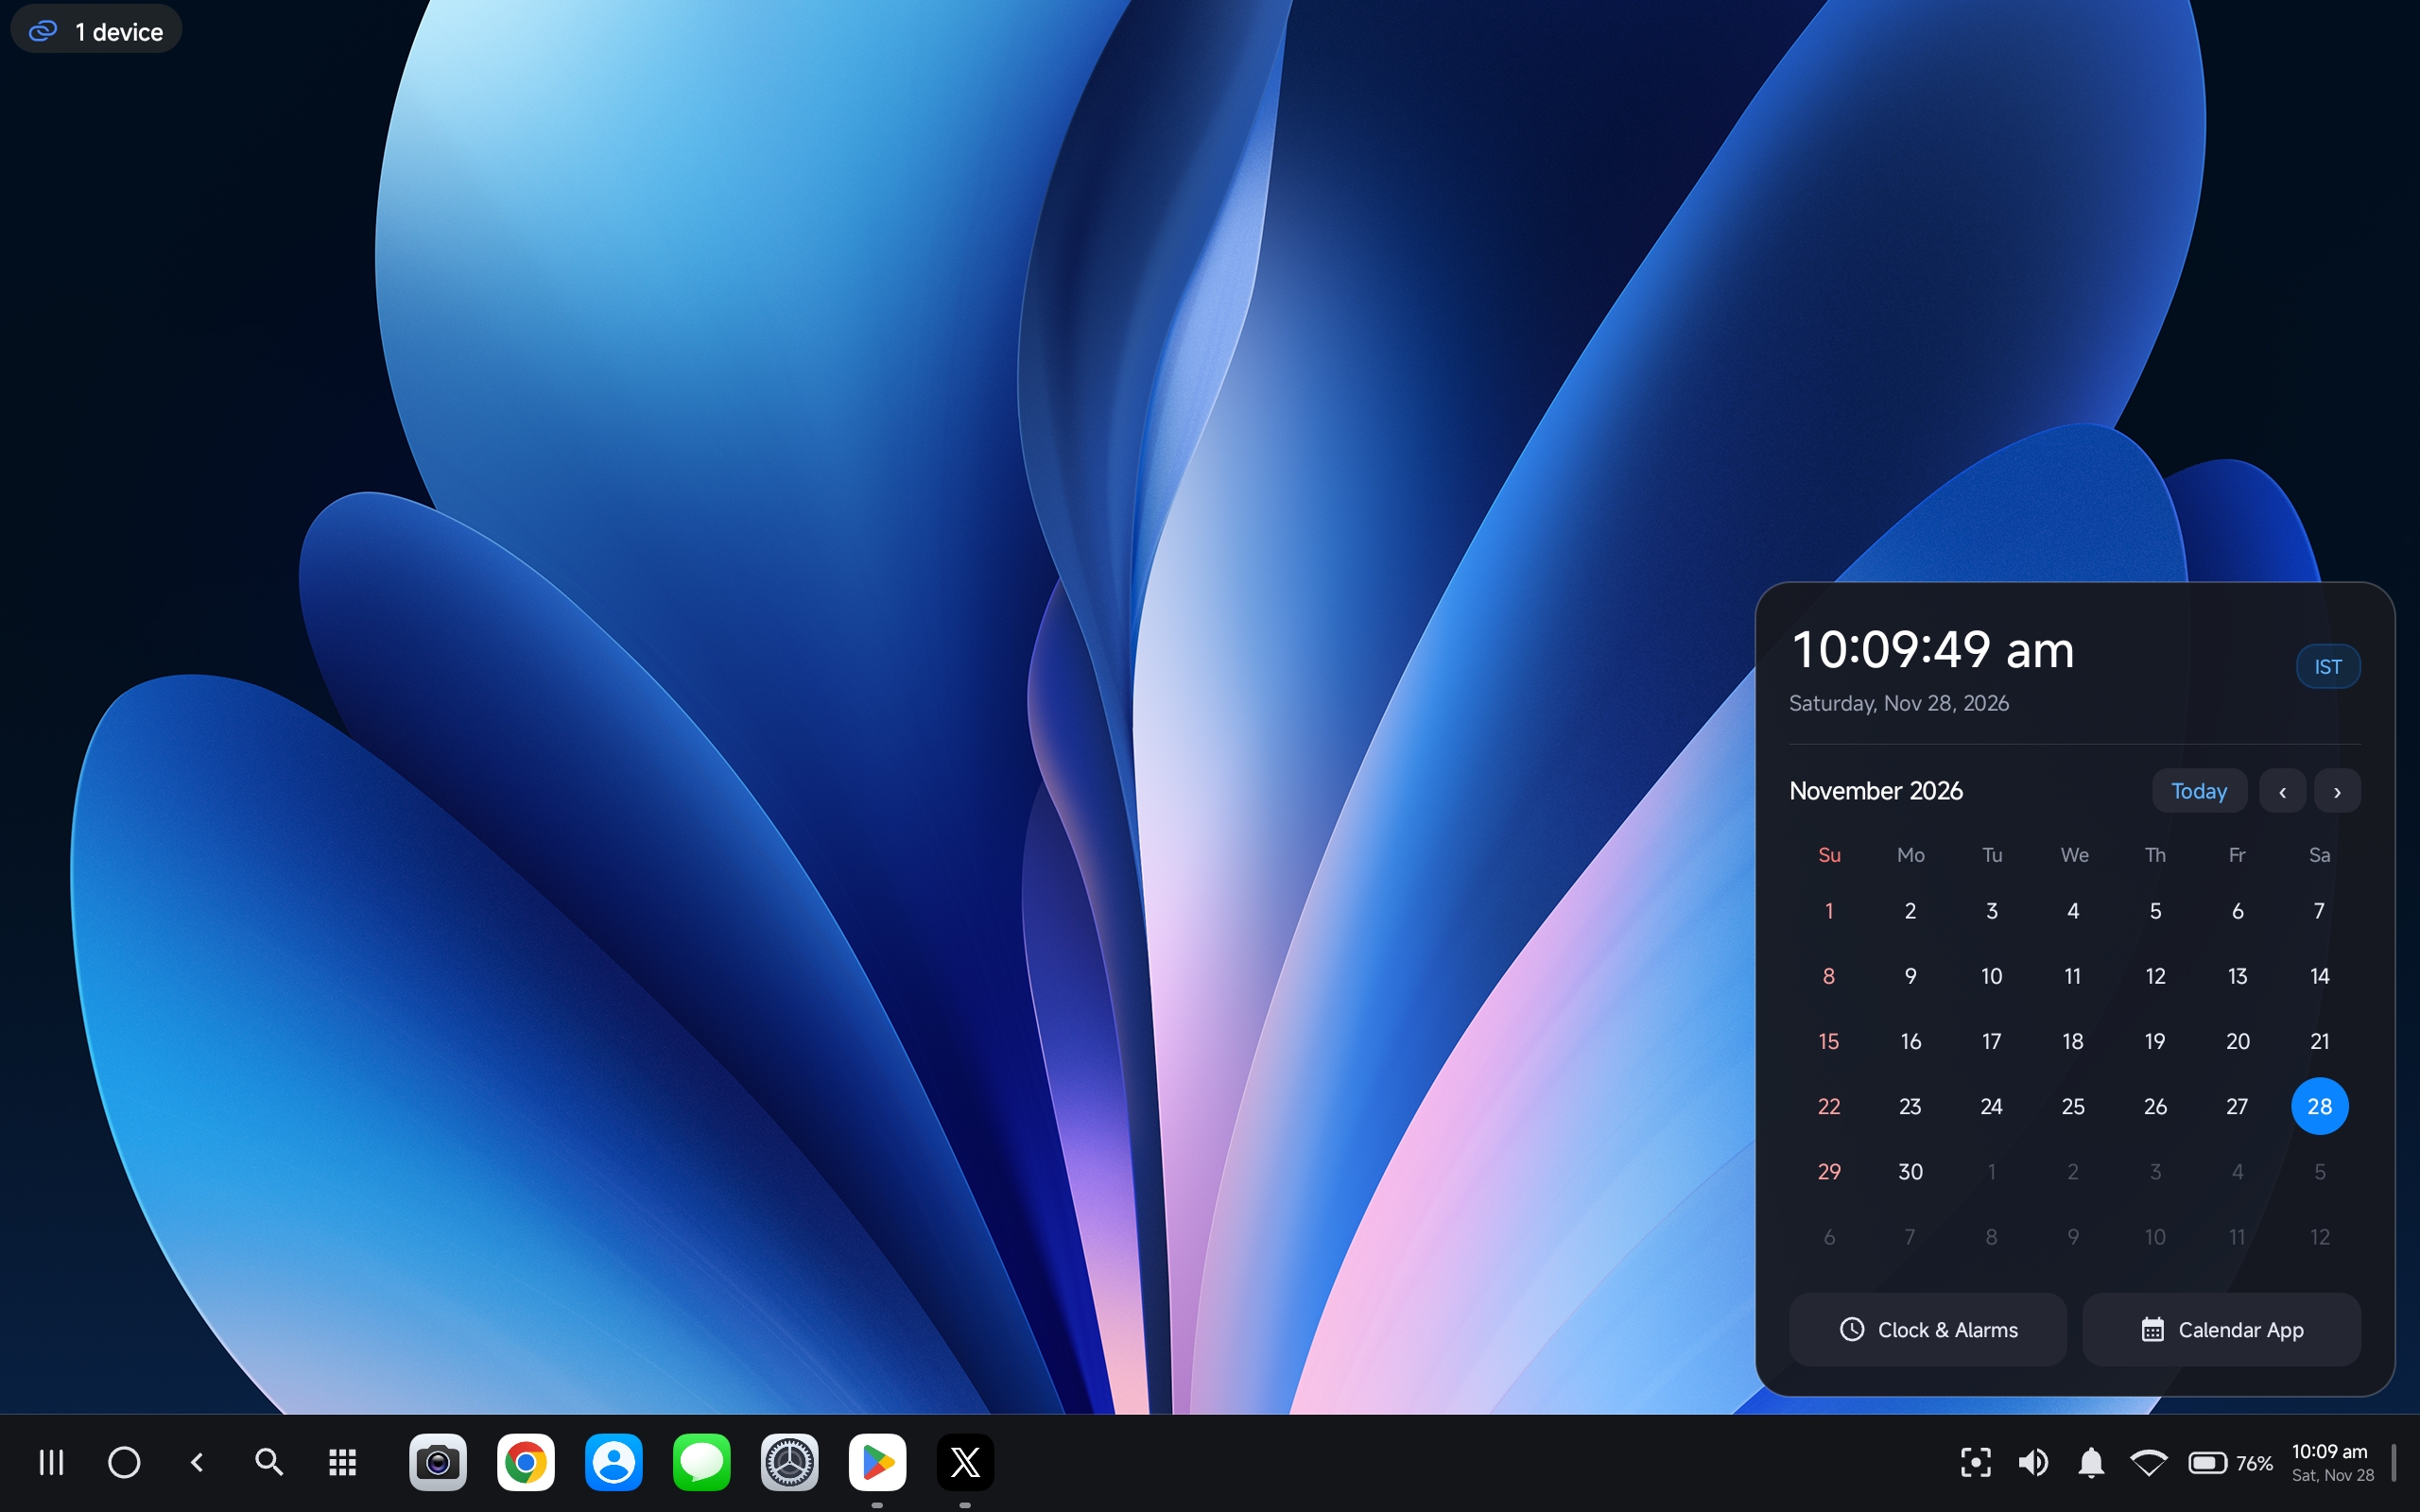 1 device
10:09:49 am
IST
Saturday, Nov 28, 2026
November 2026
Today
‹ ›
Su Mo Tu We Th Fr Sa
1 2 3 4 5 6 7
8 9 10 11 12 13 14
15 16 17 18 19 20 21
22 23 24 25 26 27 28
29 30 1 2 3 4 5
6 7 8 9 10 11 12
Clock & Alarms
Calendar App
76%
10:09 am
Sat, Nov 28